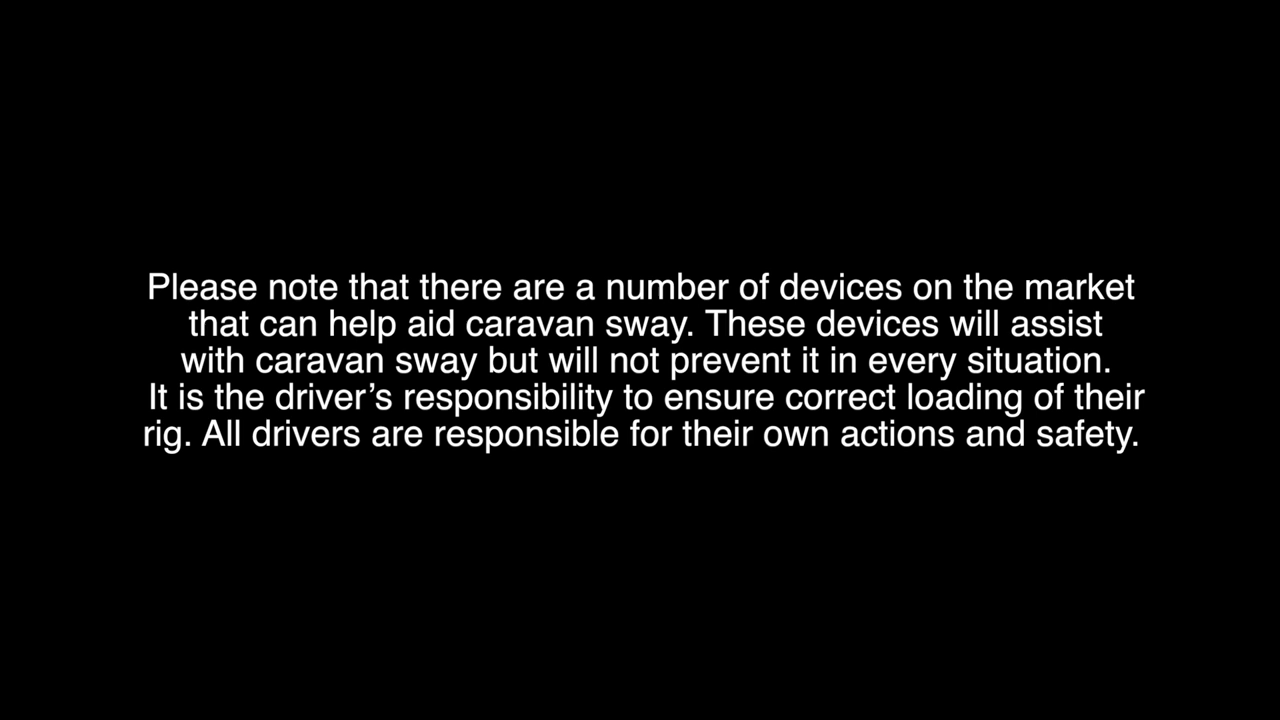 Please note that there are a number of devices on the market
that can help aid caravan sway. These devices will assist
with caravan sway but will not prevent it in every situation.
It is the driver’s responsibility to ensure correct loading of their
rig. All drivers are responsible for their own actions and safety.